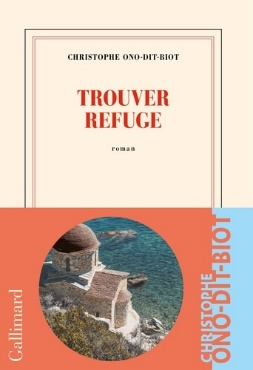 CHRISTOPHE ONO-DIT-BIOT
TROUVER
REFUGE
roman
Gallimard
CHRISTOPHE
ONO-DIT-BIOT